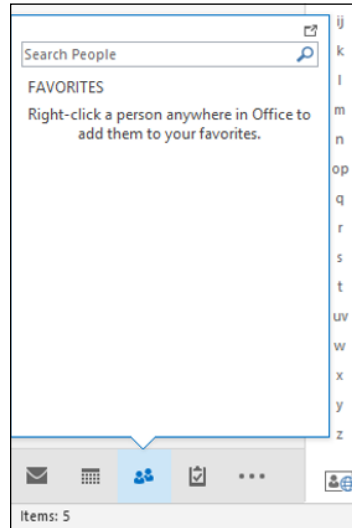 Search People
FAVORITES
Right-click a person anywhere in Office to
add them to your favorites.
ij
k
l
m
n
op
q
r
s
t
uv
w
x
y
z
Items: 5